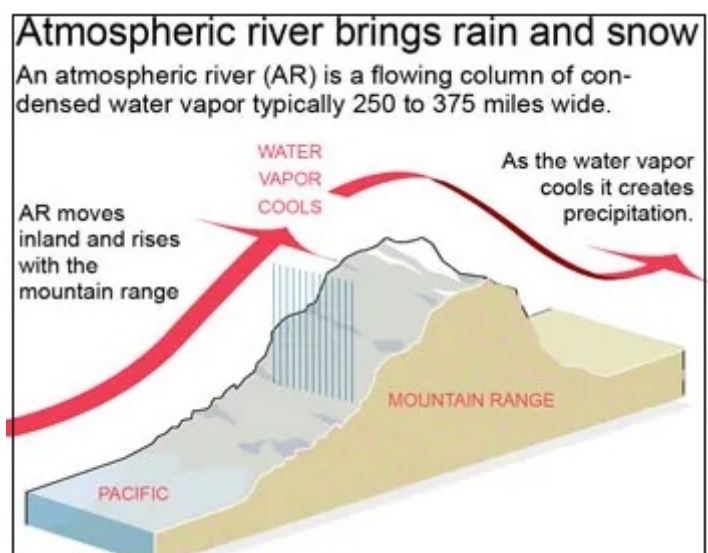 Atmospheric river brings rain and snow
An atmospheric river (AR) is a flowing column of con-
densed water vapor typically 250 to 375 miles wide.
WATER
VAPOR
COOLS
As the water vapor
cools it creates
precipitation.
AR moves
inland and rises
with the
mountain range
MOUNTAIN RANGE
PACIFIC